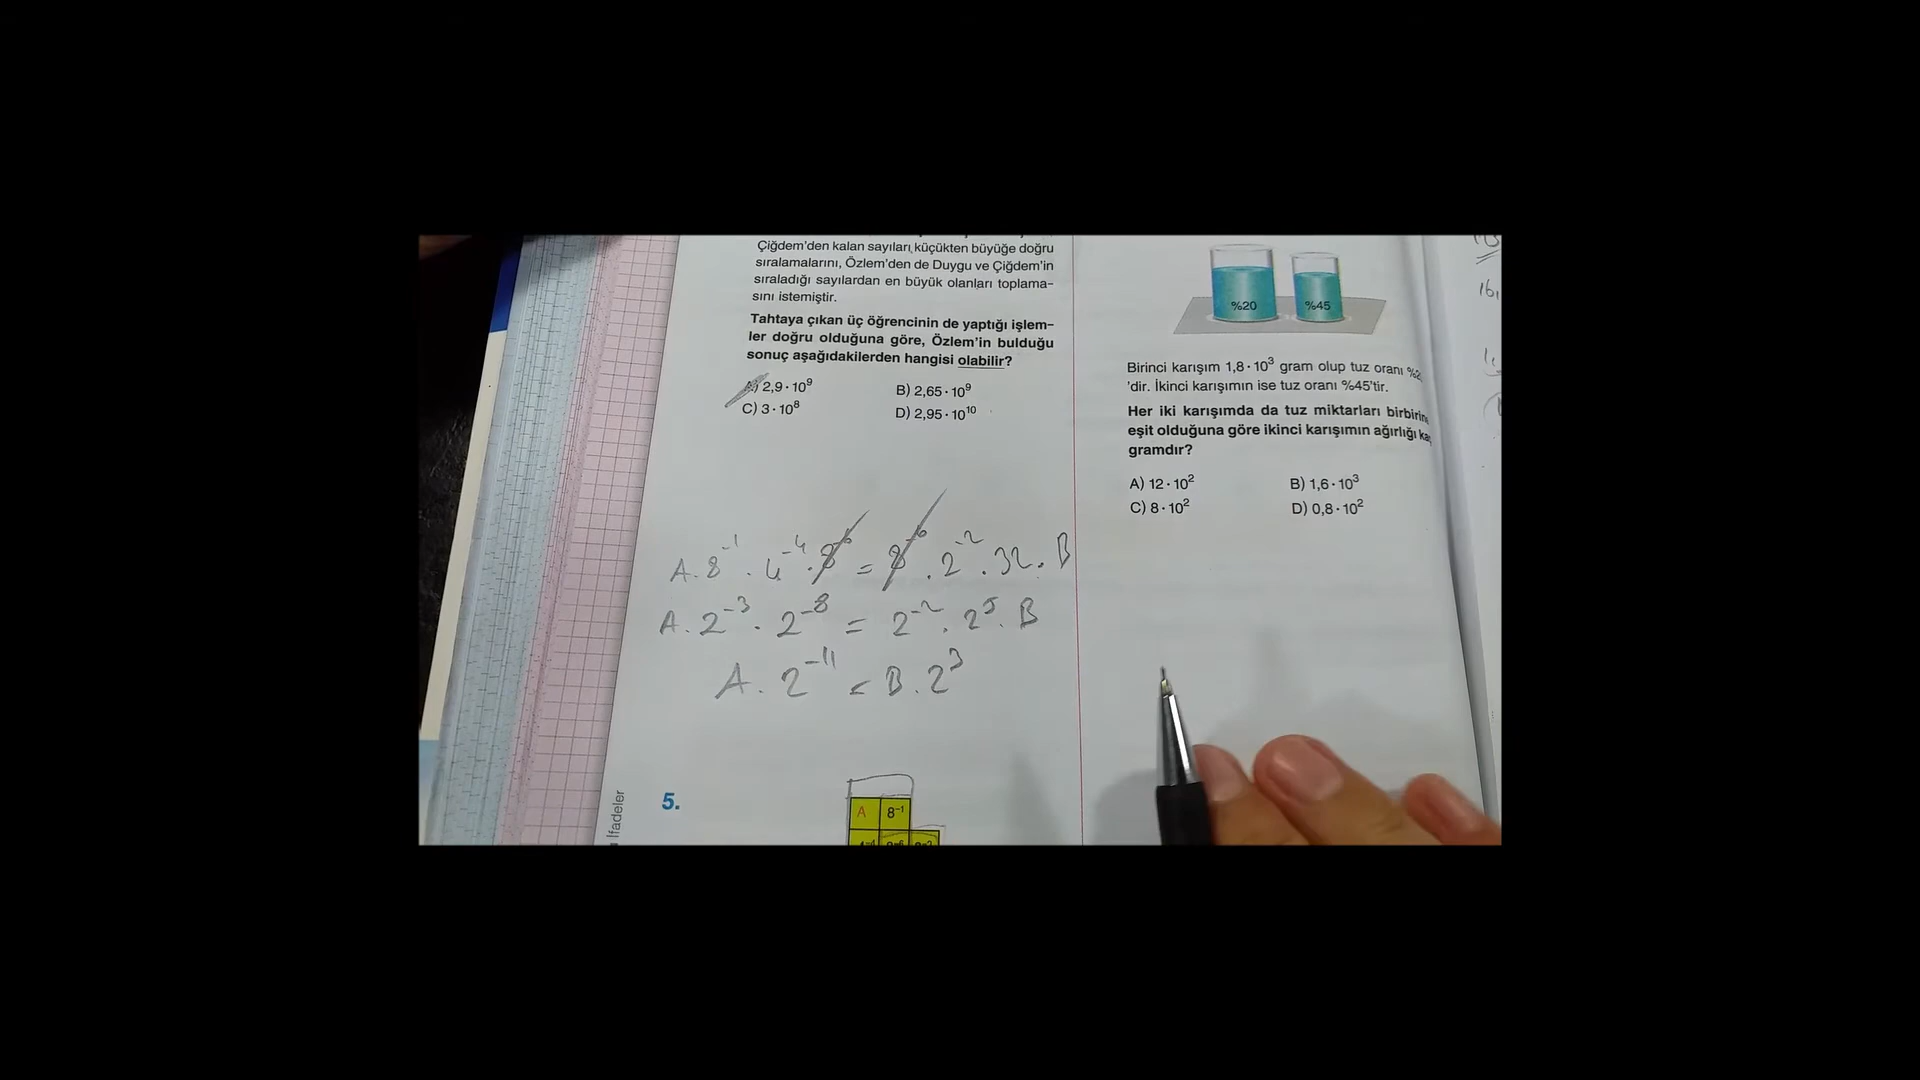 Çiğdem'den kalan sayıları küçükten büyüğe doğru
sıralamalarını, Özlem'den de Duygu ve Çiğdem'in
sıraladığı sayılardan en büyük olanları toplama-
sını istemiştir.
Tahtaya çıkan üç öğrencinin de yaptığı işlem-
ler doğru olduğuna göre, Özlem'in bulduğu
sonuç aşağıdakilerden hangisi olabilir?
A) 2,9 · 10⁹
B) 2,65 · 10⁹
C) 3 · 10⁸
D) 2,95 · 10¹⁰
A . 8⁻¹ . 4⁻⁴ . 8⁻⁶ = 8⁻⁶ . 2⁻² . 32 . B
A . 2⁻³ . 2⁻⁸ = 2⁻² . 2⁵ . B
A . 2⁻¹¹ = B . 2³
5.
A 8⁻¹
İfadeler
%20 %45
Birinci karışım 1,8 · 10³ gram olup tuz oranı
'dir. İkinci karışımın ise tuz oranı %45'tir.
Her iki karışımda da tuz miktarları
eşit olduğuna göre ikinci karışımın ağırlığı
gramdır?
A) 12 · 10²
B) 1,6 · 10³
C) 8 · 10²
D) 0,8 · 10²